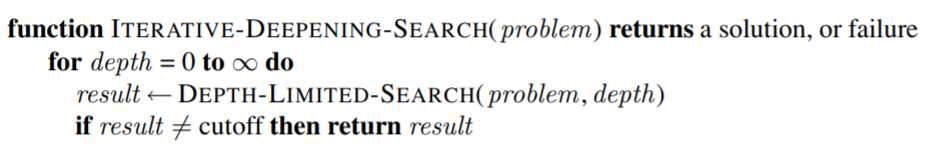 function ITERATIVE-DEEPENING-SEARCH(problem) returns a solution, or failure
for depth = 0 to ∞ do
result ← DEPTH-LIMITED-SEARCH(problem, depth)
if result ≠ cutoff then return result